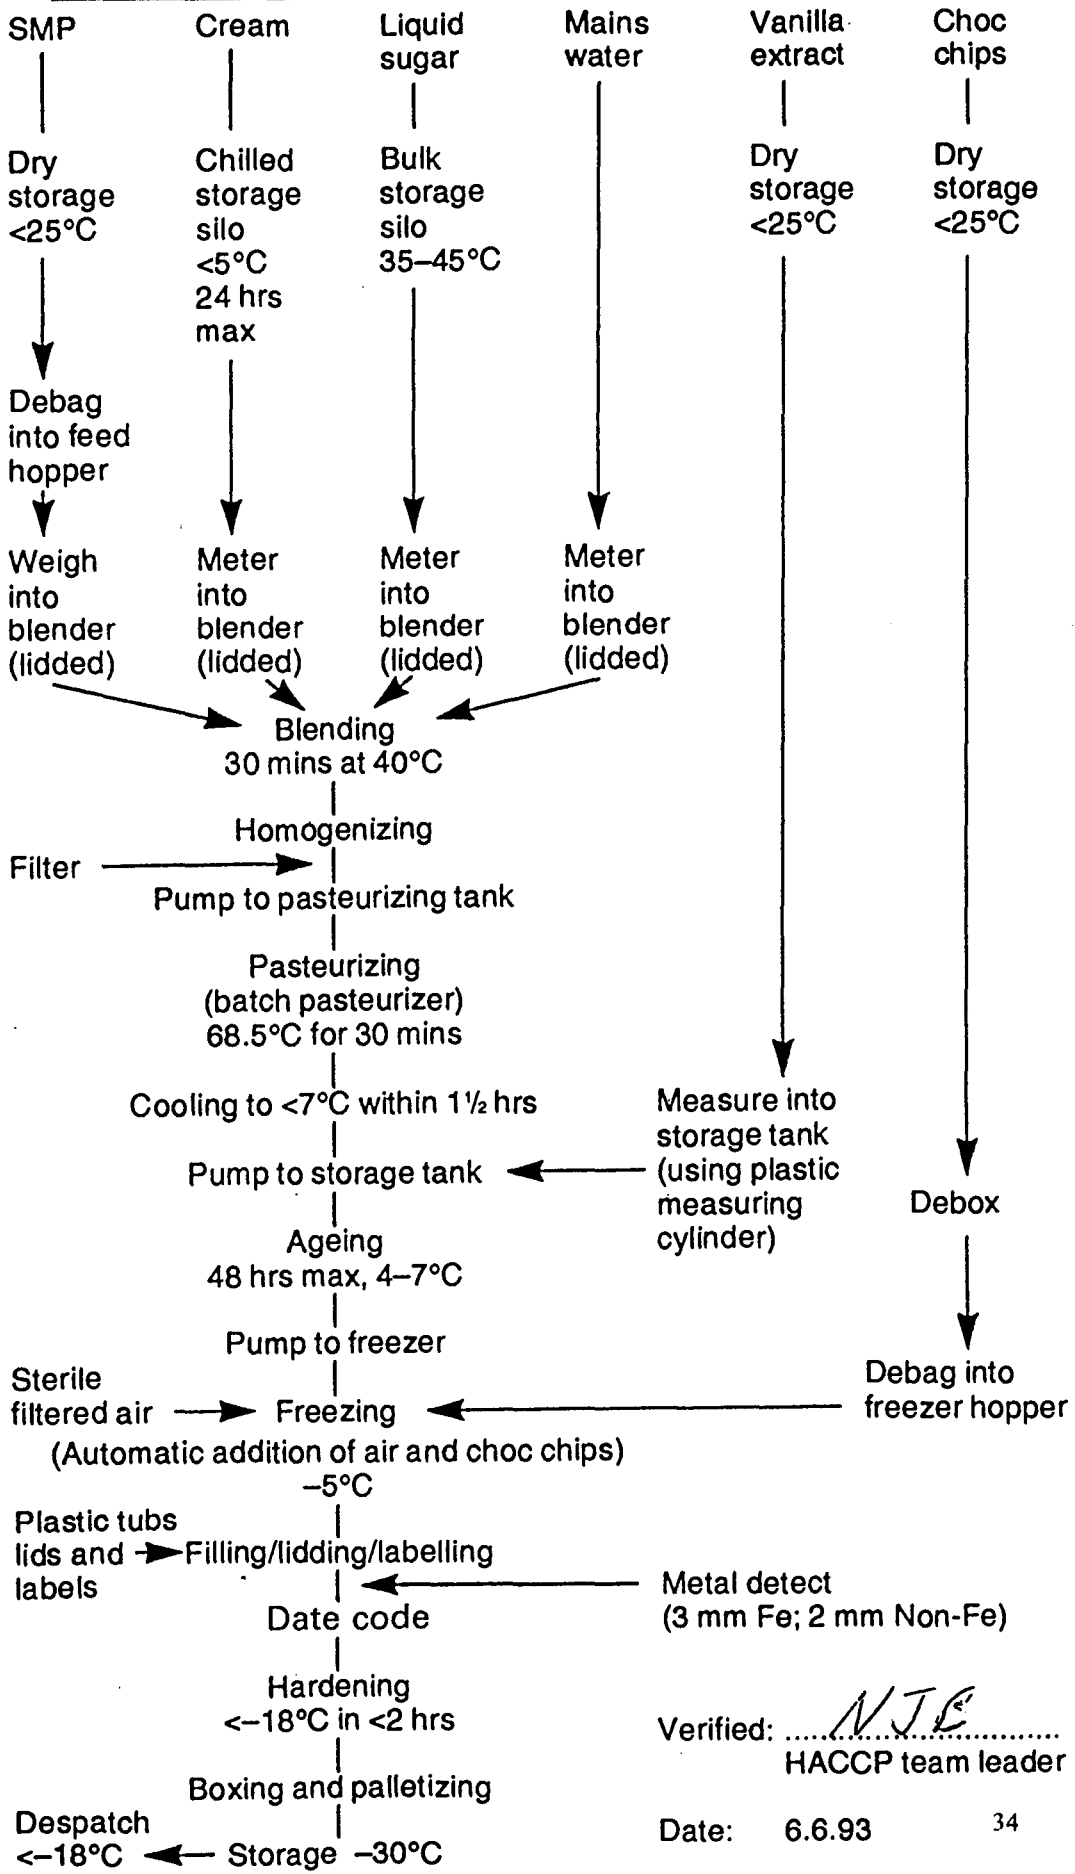 SMP
Cream
Liquid
sugar
Mains
water
Vanilla
extract
Choc
chips
Dry
storage
<25°C
Chilled
storage
silo
<5°C
24 hrs
max
Bulk
storage
silo
35–45°C
Dry
storage
<25°C
Dry
storage
<25°C
Debag
into feed
hopper
Weigh
into
blender
(lidded)
Meter
into
blender
(lidded)
Meter
into
blender
(lidded)
Meter
into
blender
(lidded)
Blending
30 mins at 40°C
Homogenizing
Filter
Pump to pasteurizing tank
Pasteurizing
(batch pasteurizer)
68.5°C for 30 mins
Cooling to <7°C within 1½ hrs
Measure into
storage tank
(using plastic
measuring
cylinder)
Pump to storage tank
Debox
Ageing
48 hrs max, 4–7°C
Pump to freezer
Sterile
filtered air
Freezing
Debag into
freezer hopper
(Automatic addition of air and choc chips)
–5°C
Plastic tubs
lids and
labels
Filling/lidding/labelling
Metal detect
(3 mm Fe; 2 mm Non-Fe)
Date code
Hardening
<–18°C in <2 hrs
Verified: NJE
HACCP team leader
Boxing and palletizing
Despatch
<–18°C
Storage –30°C
Date: 6.6.93
34